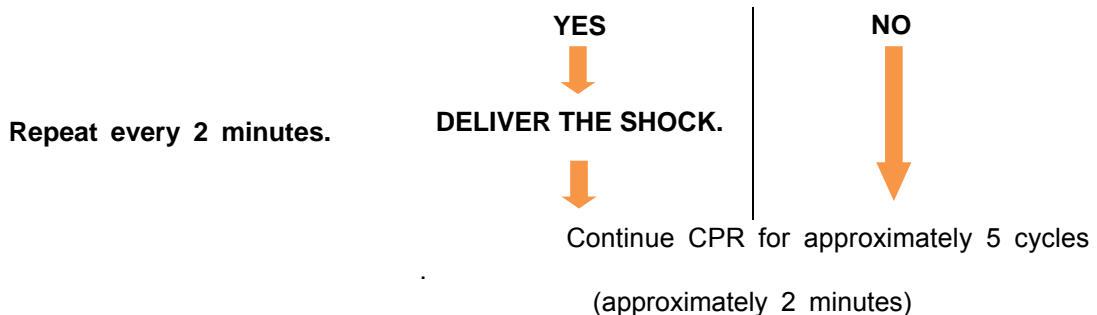 YES
NO
Repeat every 2 minutes.
DELIVER THE SHOCK.
Continue CPR for approximately 5 cycles
.
(approximately 2 minutes)